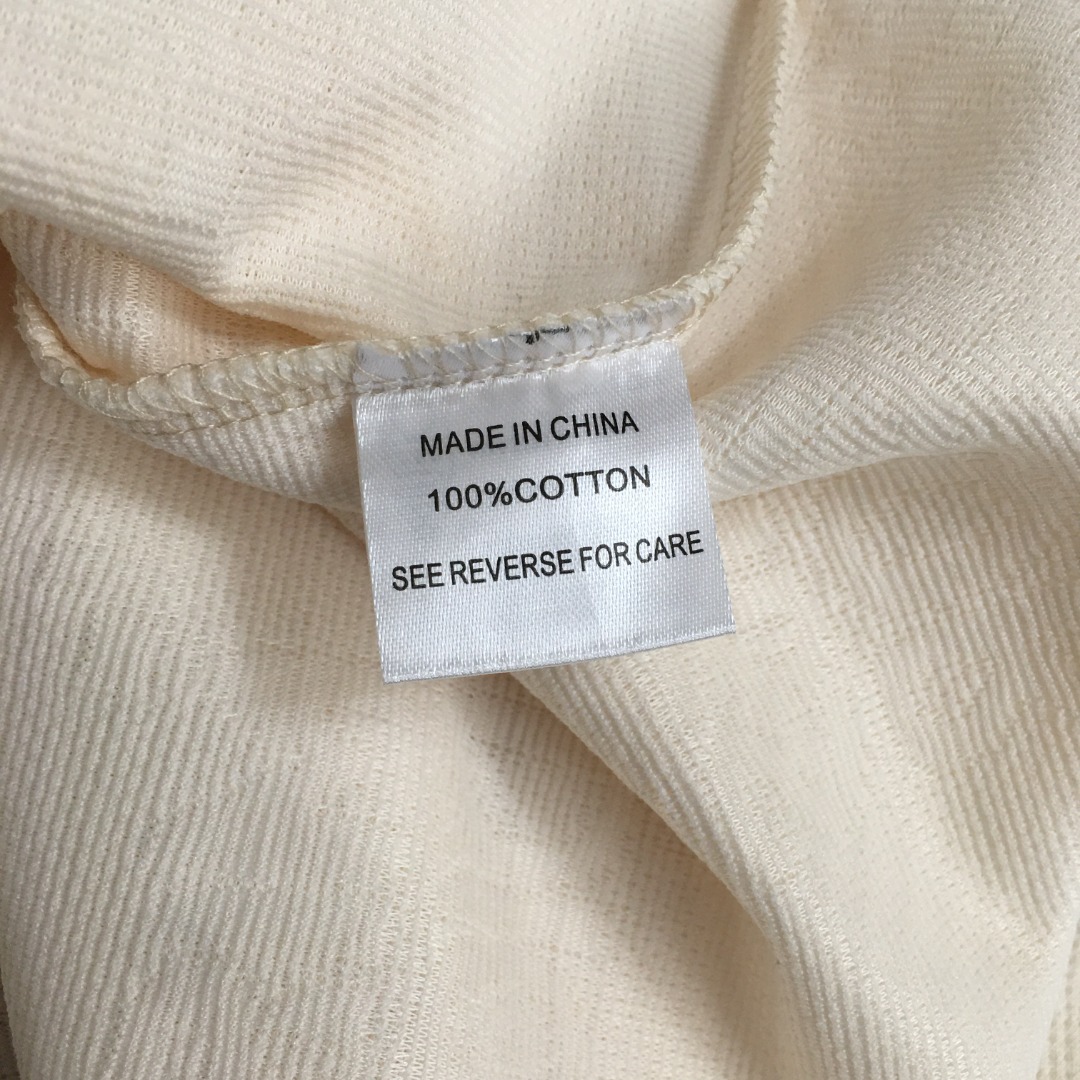 MADE IN CHINA
100%COTTON
SEE REVERSE FOR CARE